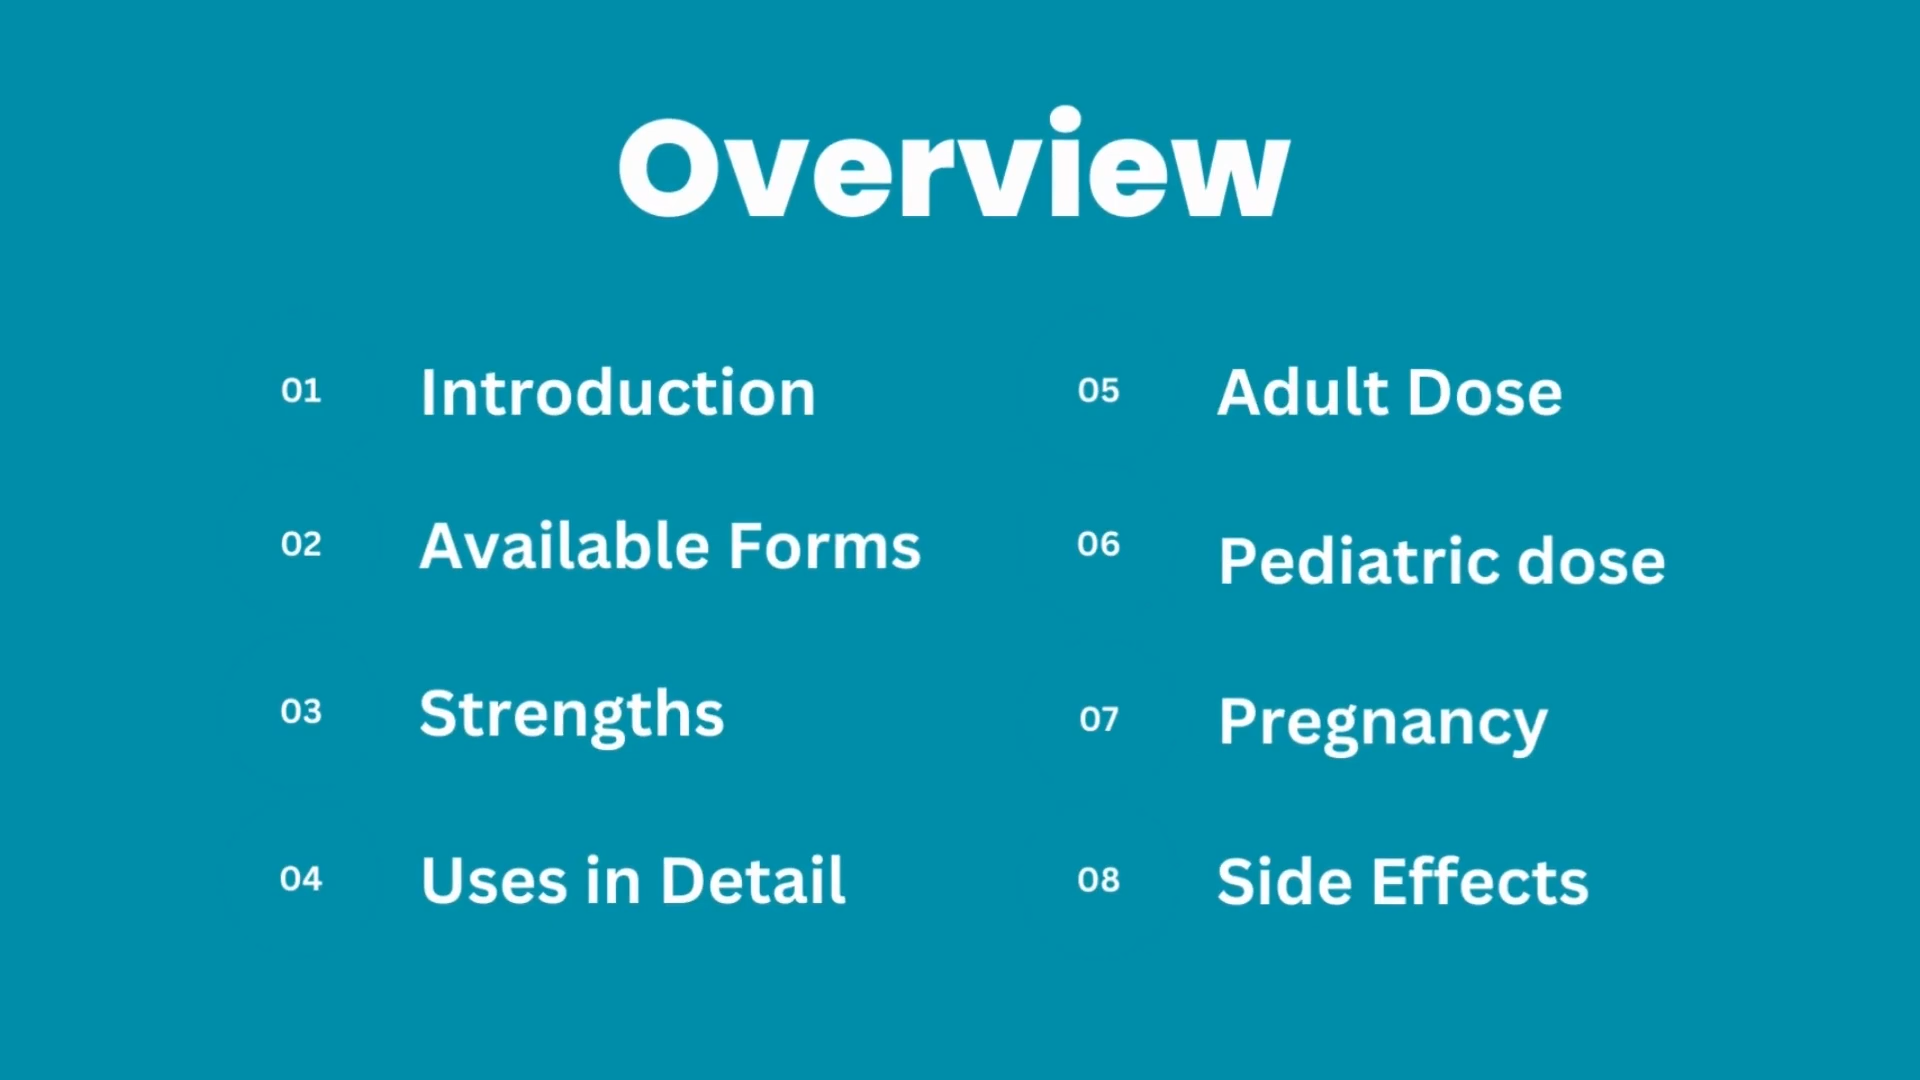 Overview
01 Introduction
02 Available Forms
03 Strengths
04 Uses in Detail
05 Adult Dose
06 Pediatric dose
07 Pregnancy
08 Side Effects